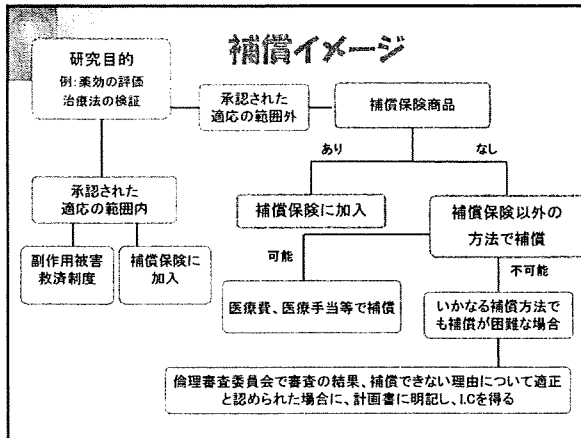 補償イメージ
研究目的
例:薬効の評価
治療法の検証
承認された
適応の範囲外
補償保険商品
あり
なし
承認された
適応の範囲内
補償保険に加入
補償保険以外の
方法で補償
副作用被害
救済制度
補償保険に
加入
可能
不可能
医療費、医療手当等で補償
いかなる補償方法で
も補償が困難な場合
倫理審査委員会で審査の結果、補償できない理由について適正
と認められた場合に、計画書に明記し、I.Cを得る